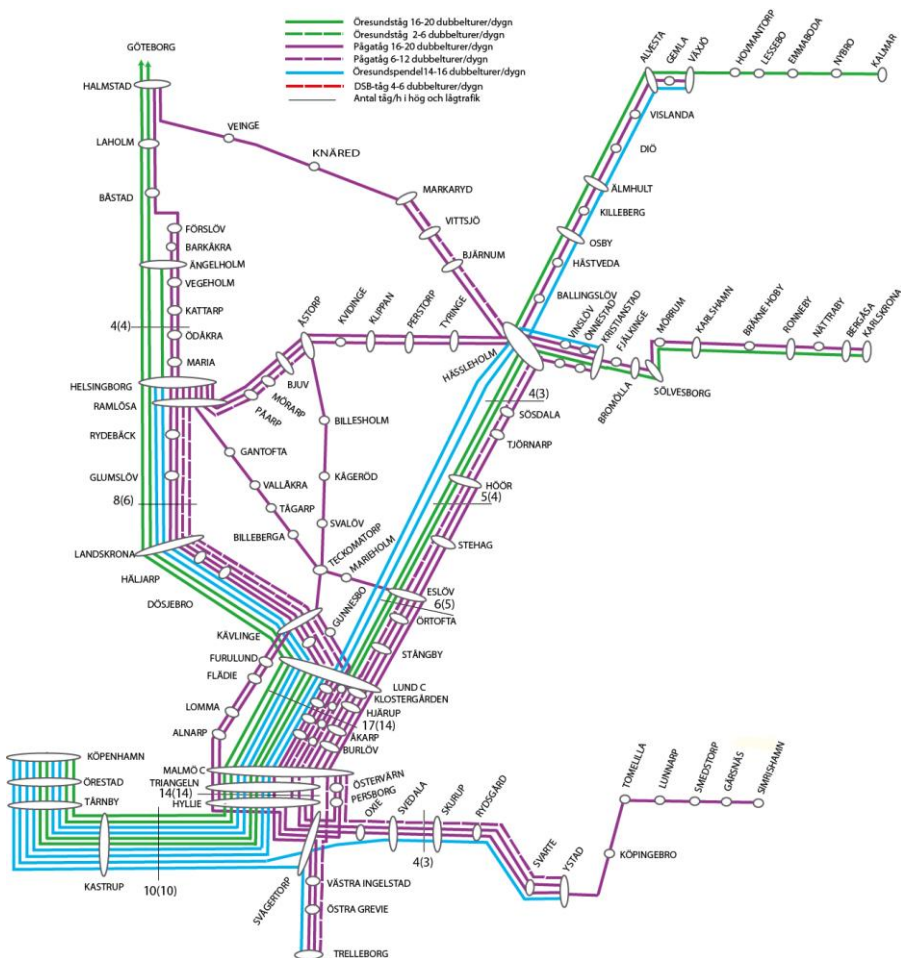 Öresundståg 16-20 dubbelturer/dygn
Öresundståg 2-6 dubbelturer/dygn
Pågatåg 16-20 dubbelturer/dygn
Pågatåg 6-12 dubbelturer/dygn
Öresundspendel14-16 dubbelturer/dygn
DSB-tåg 4-6 dubbelturer/dygn
Antal tåg/h i hög och lågtrafik
GÖTEBORG
HALMSTAD
VEINGE
KNÄRED
LAHOLM
BÅSTAD
MARKARYD
VITTSJÖ
BJÄRNUM
FÖRSLÖV
BARKÅKRA
ÄNGELHOLM
VEGEHOLM
KATTARP
4(4)
ÖDÅKRA
MARIA
HELSINGBORG
RAMLÖSA
RYDEBÄCK
GLUMSLÖV
8(6)
LANDSKRONA
HÄLJARP
DÖSJEBRO
ALVESTA
GEMLA
VÄXJÖ
HOVMANTORP
LESSEBO
EMMABODA
NYBRO
KALMAR
VISLANDA
DIÖ
ÄLMHULT
KILLEBERG
OSBY
HÄSTVEDA
BALLINGSLÖV
ÅSTORP
KVIDINGE
KLIPPAN
PERSTORP
TYRINGE
HÄSSLEHOLM
VINSLÖV
ÖNNESTAD
KRISTIANSTAD
FJÄLKINGE
BROMÖLLA
SÖLVESBORG
MÖRRUM
KARLSHAMN
BRÄKNE HOBY
RONNEBY
NÄTTRABY
BERGÅSA
KARLSKRONA
BJUV
MÖRARP
PÅARP
BILLESHOLM
GANTOFTA
VALLÅKRA
TÅGARP
BILLEBERGA
KÅGERÖD
SVALÖV
TECKOMATORP
MARIEHOLM
4(3)
SÖSDALA
TJÖRNARP
HÖÖR
5(4)
STEHAG
ESLÖV
6(5)
ÖRTOFTA
STÅNGBY
GUNNESBO
KÄVLINGE
FURULUND
FLÄDIE
LOMMA
ALNARP
LUND C
KLOSTERGÅRDEN
HJÄRUP
17(14)
ÅKARP
BURLÖV
MALMÖ C
TRIANGELN
14(14)
HYLLIE
ÖSTERVÄRN
PERSBORG
KÖPENHAMN
ÖRESTAD
TÅRNBY
KASTRUP
10(10)
SVÅGERTORP
OXIE
SVEDALA
SKURUP
RYDSGÅRD
4(3)
SVARTE
YSTAD
KÖPINGEBRO
TOMELILLA
LUNNARP
SMEDSTORP
GÄRSNÄS
SIMRISHAMN
VÄSTRA INGELSTAD
ÖSTRA GREVIE
TRELLEBORG